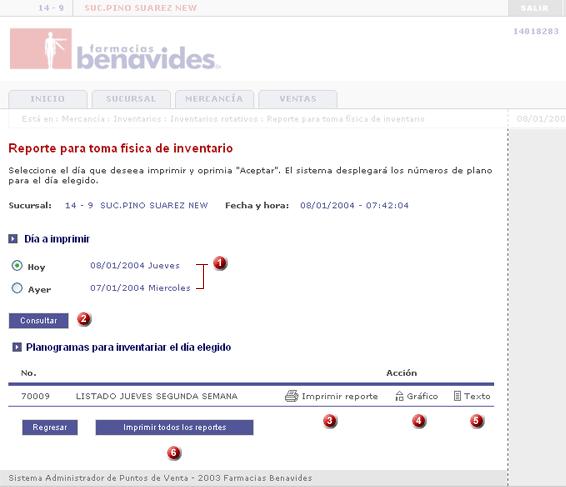 14 - 9 SUC.PINO SUAREZ NEW SALIR
14018283
farmacias
benavides
INICIO SUCURSAL MERCANCÍA VENTAS
Está en : Mercancía : Inventarios : Inventarios rotativos : Reporte para toma física de inventario 08/01/200
Reporte para toma física de inventario
Seleccione el día que deseea imprimir y oprimia "Aceptar". El sistema desplegará los números de plano
para el día elegido.
Sucursal: 14 - 9 SUC.PINO SUAREZ NEW Fecha y hora: 08/01/2004 - 07:42:04
Día a imprimir
Hoy 08/01/2004 Jueves 1
Ayer 07/01/2004 Miercoles
Consultar 2
Planogramas para inventariar el día elegido
No. Acción
70009 LISTADO JUEVES SEGUNDA SEMANA Imprimir reporte Gráfico Texto
3 4 5
Regresar Imprimir todos los reportes
6
Sistema Administrador de Puntos de Venta - 2003 Farmacias Benavides